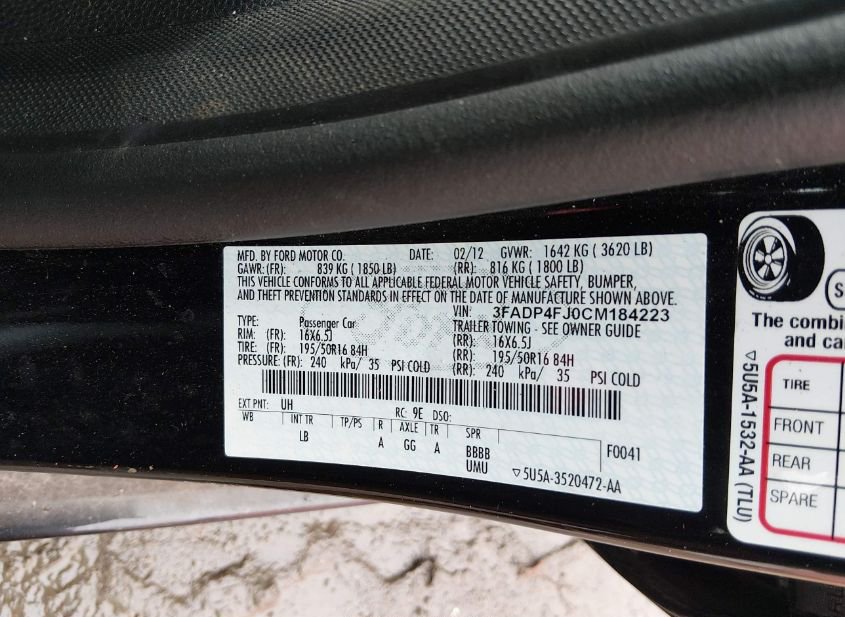 MFD. BY FORD MOTOR CO. DATE: 02/12 GVWR: 1642 KG ( 3620 LB)
GAWR: (FR): 839 KG ( 1850 LB) (RR): 816 KG ( 1800 LB)
THIS VEHICLE CONFORMS TO ALL APPLICABLE FEDERAL MOTOR VEHICLE SAFETY, BUMPER,
AND THEFT PREVENTION STANDARDS IN EFFECT ON THE DATE OF MANUFACTURE SHOWN ABOVE.
VIN: 3FADP4FJ0CM184223
TYPE: Passenger Car TRAILER TOWING - SEE OWNER GUIDE
RIM: (FR): 16X6.5J (RR): 16X6.5J
TIRE: (FR): 195/50R16 84H (RR): 195/50R16 84H
PRESSURE: (FR): 240 kPa/ 35 PSI COLD (RR): 240 kPa/ 35 PSI COLD
EXT PNT: UH RC: 9E DSO:
WB INT TR TP/PS R AXLE TR SPR F0041
LB A GG A BBBB
UMU ▽5U5A-3520472-AA
The combin
and ca
TIRE
FRONT
REAR
SPARE
▽5U5A-1532-AA (TLU)